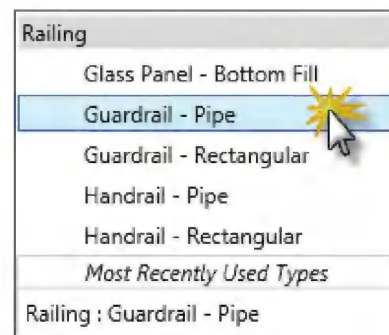 Railing
Glass Panel - Bottom Fill
Guardrail - Pipe
Guardrail - Rectangular
Handrail - Pipe
Handrail - Rectangular
Most Recently Used Types
Railing : Guardrail - Pipe